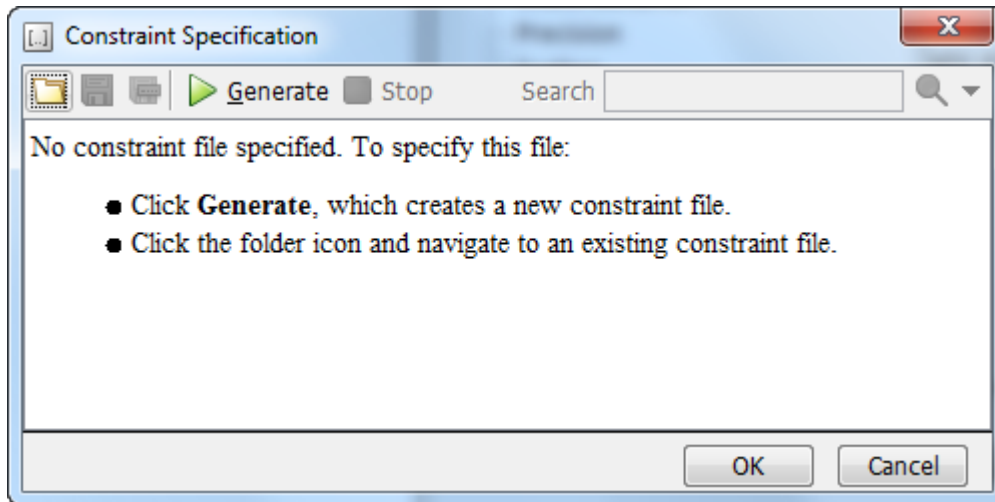 Constraint Specification
Generate Stop Search
No constraint file specified. To specify this file:
Click Generate, which creates a new constraint file.
Click the folder icon and navigate to an existing constraint file.
OK Cancel